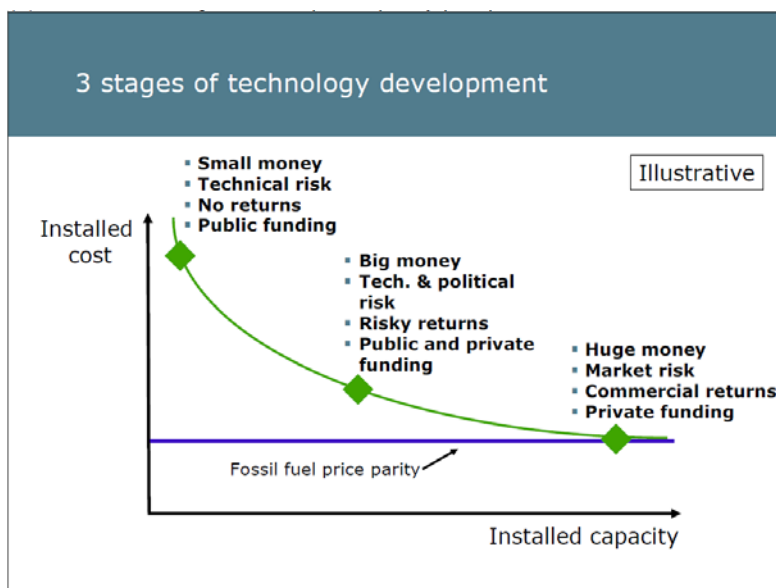 3 stages of technology development
▪ Small money
▪ Technical risk
▪ No returns
▪ Public funding
Illustrative
Installed
cost
▪ Big money
▪ Tech. & political
risk
▪ Risky returns
▪ Public and private
funding
▪ Huge money
▪ Market risk
▪ Commercial returns
▪ Private funding
Fossil fuel price parity
Installed capacity